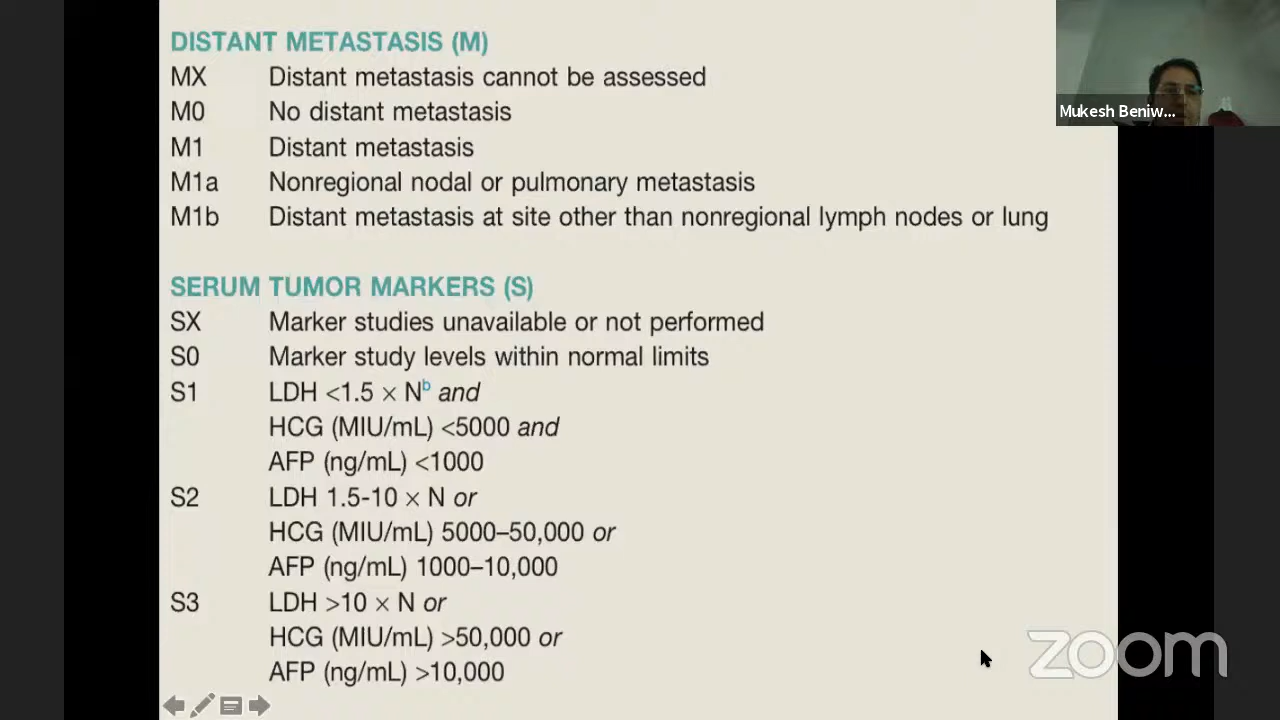 DISTANT METASTASIS (M)
MX Distant metastasis cannot be assessed
M0 No distant metastasis
M1 Distant metastasis
M1a Nonregional nodal or pulmonary metastasis
M1b Distant metastasis at site other than nonregional lymph nodes or lung
SERUM TUMOR MARKERS (S)
SX Marker studies unavailable or not performed
S0 Marker study levels within normal limits
S1 LDH <1.5 × Nᵇ and
HCG (MIU/mL) <5000 and
AFP (ng/mL) <1000
S2 LDH 1.5-10 × N or
HCG (MIU/mL) 5000–50,000 or
AFP (ng/mL) 1000–10,000
S3 LDH >10 × N or
HCG (MIU/mL) >50,000 or
AFP (ng/mL) >10,000
Mukesh Beniw...
zoom